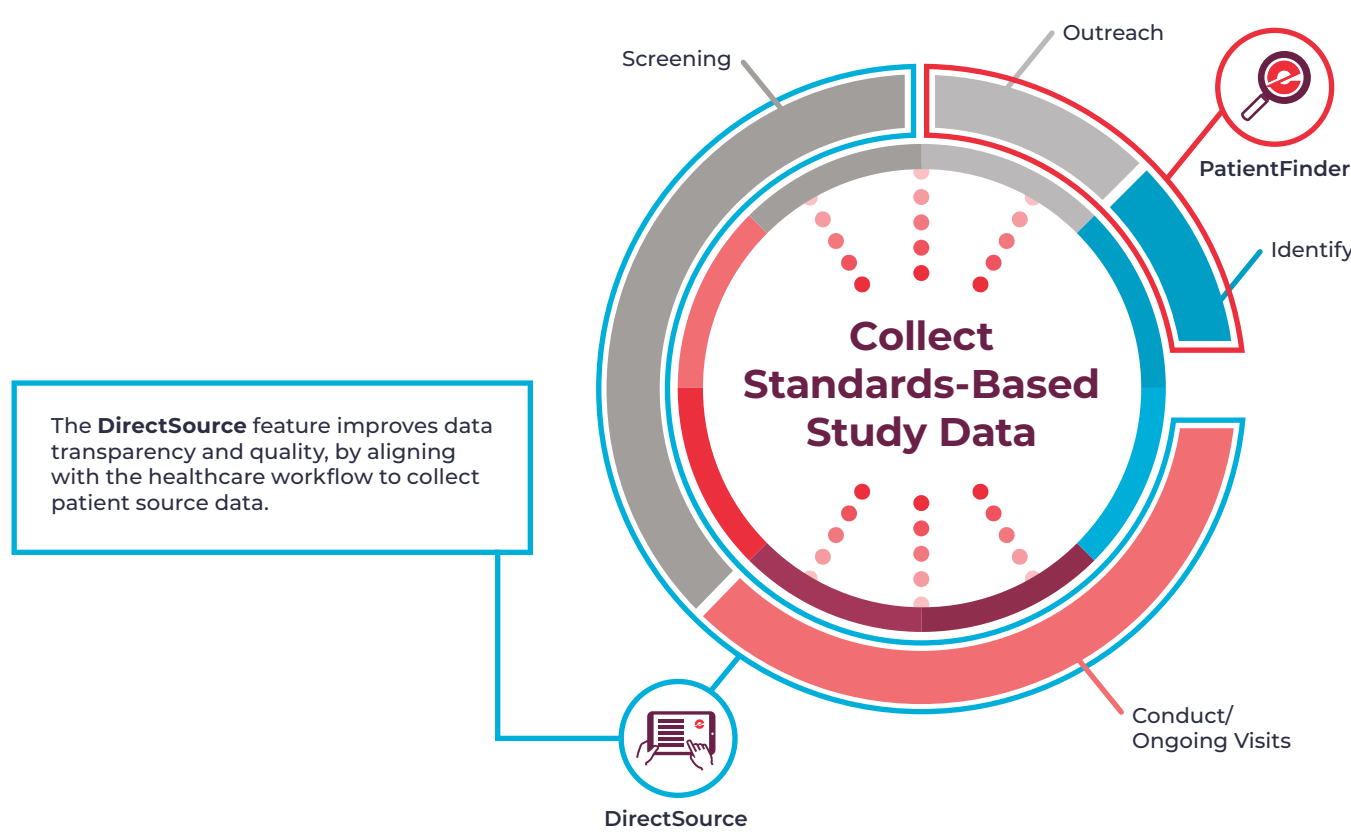 Outreach
Screening
PatientFinder
Identify
Collect
Standards-Based
Study Data
The DirectSource feature improves data
transparency and quality, by aligning
with the healthcare workflow to collect
patient source data.
Conduct/
Ongoing Visits
DirectSource